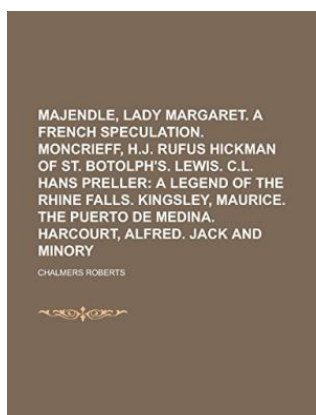 MAJENDLE, LADY MARGARET. A
FRENCH SPECULATION.
MONCRIEFF, H.J. RUFUS HICKMAN
OF ST. BOTOLPH'S. LEWIS. C.L.
HANS PRELLER: A LEGEND OF THE
RHINE FALLS. KINGSLEY, MAURICE.
THE PUERTO DE MEDINA.
HARCOURT, ALFRED. JACK AND
MINORY
CHALMERS ROBERTS